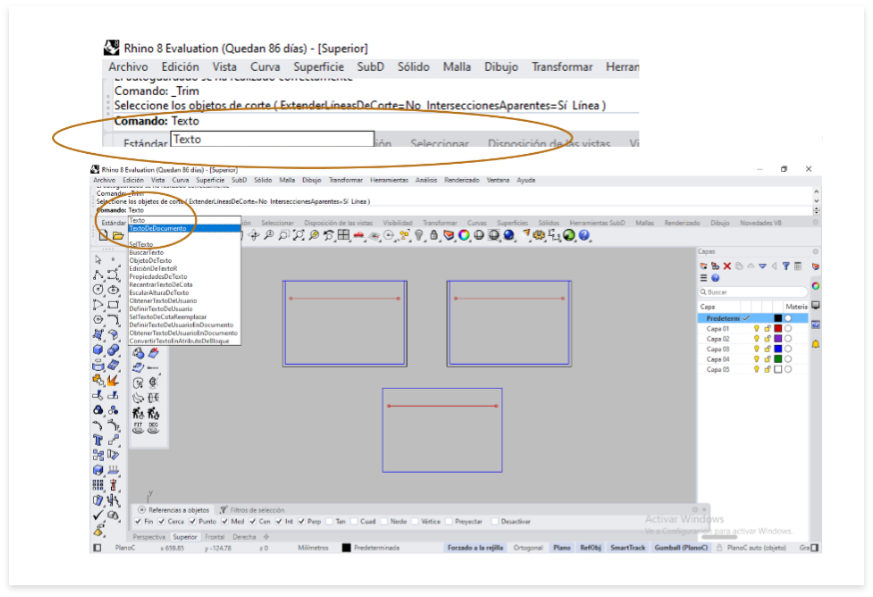 Rhino 8 Evaluation (Quedan 86 días) - [Superior]
Archivo Edición Vista Curva Superficie SubD Sólido Malla Dibujo Transformar Herran
El autoguardado se ha realizado correctamente
Comando: _Trim
Seleccione los objetos de corte ( ExtenderLíneasDeCorte=No InterseccionesAparentes=Sí Línea )
Comando: Texto
Estándar Texto ión Seleccionar Disposición de las vistas Vi
Rhino 8 Evaluation (Quedan 86 días) - [Superior]
Archivo Edición Vista Curva Superficie SubD Sólido Malla Dibujo Transformar Herramientas Análisis Renderizado Ventana Ayuda
Comando: _Trim
Seleccione los objetos de corte ( ExtenderLíneasDeCorte=No InterseccionesAparentes=Sí Línea )
Comando: Texto
Estándar Seleccionar Disposición de las vistas Visibilidad Transformar Curvas Superficies Sólidos Herramientas SubD Mallas Renderizado Dibujo Novedades V8
Texto
TextoDeDocumento
SelTexto
BuscarTexto
ObjetoDeTexto
EdiciónDeTextoR
PropiedadesDeTexto
RecentrarTextoDeCota
EscalarAlturaDeTexto
ObtenerTextoDeUsuario
DefinirTextoDeUsuario
SelTextoDeCotaReemplazar
DefinirTextoDeUsuarioEnDocumento
ObtenerTextoDeUsuarioEnDocumento
ConvertirTextoEnAtributoDeBloque
Capas
Buscar
Capa Materia
Predetermi
Capa 01
Capa 02
Capa 03
Capa 04
Capa 05
y
Referencias a objetos Filtros de selección
Fin Cerca Punto Med Cen Int Perp Tan Cuad Nodo Vértice Proyectar Desactivar
Activar Windows
Ve a Configuración para activar Windows.
Perspectiva Superior Frontal Derecha
PlanoC x 659.85 y -124.78 z 0 Milímetros Predeterminada Forzado a la rejilla Ortogonal Plano RefObj SmartTrack Gumball (PlanoC) PlanoC auto (objeto) Gra